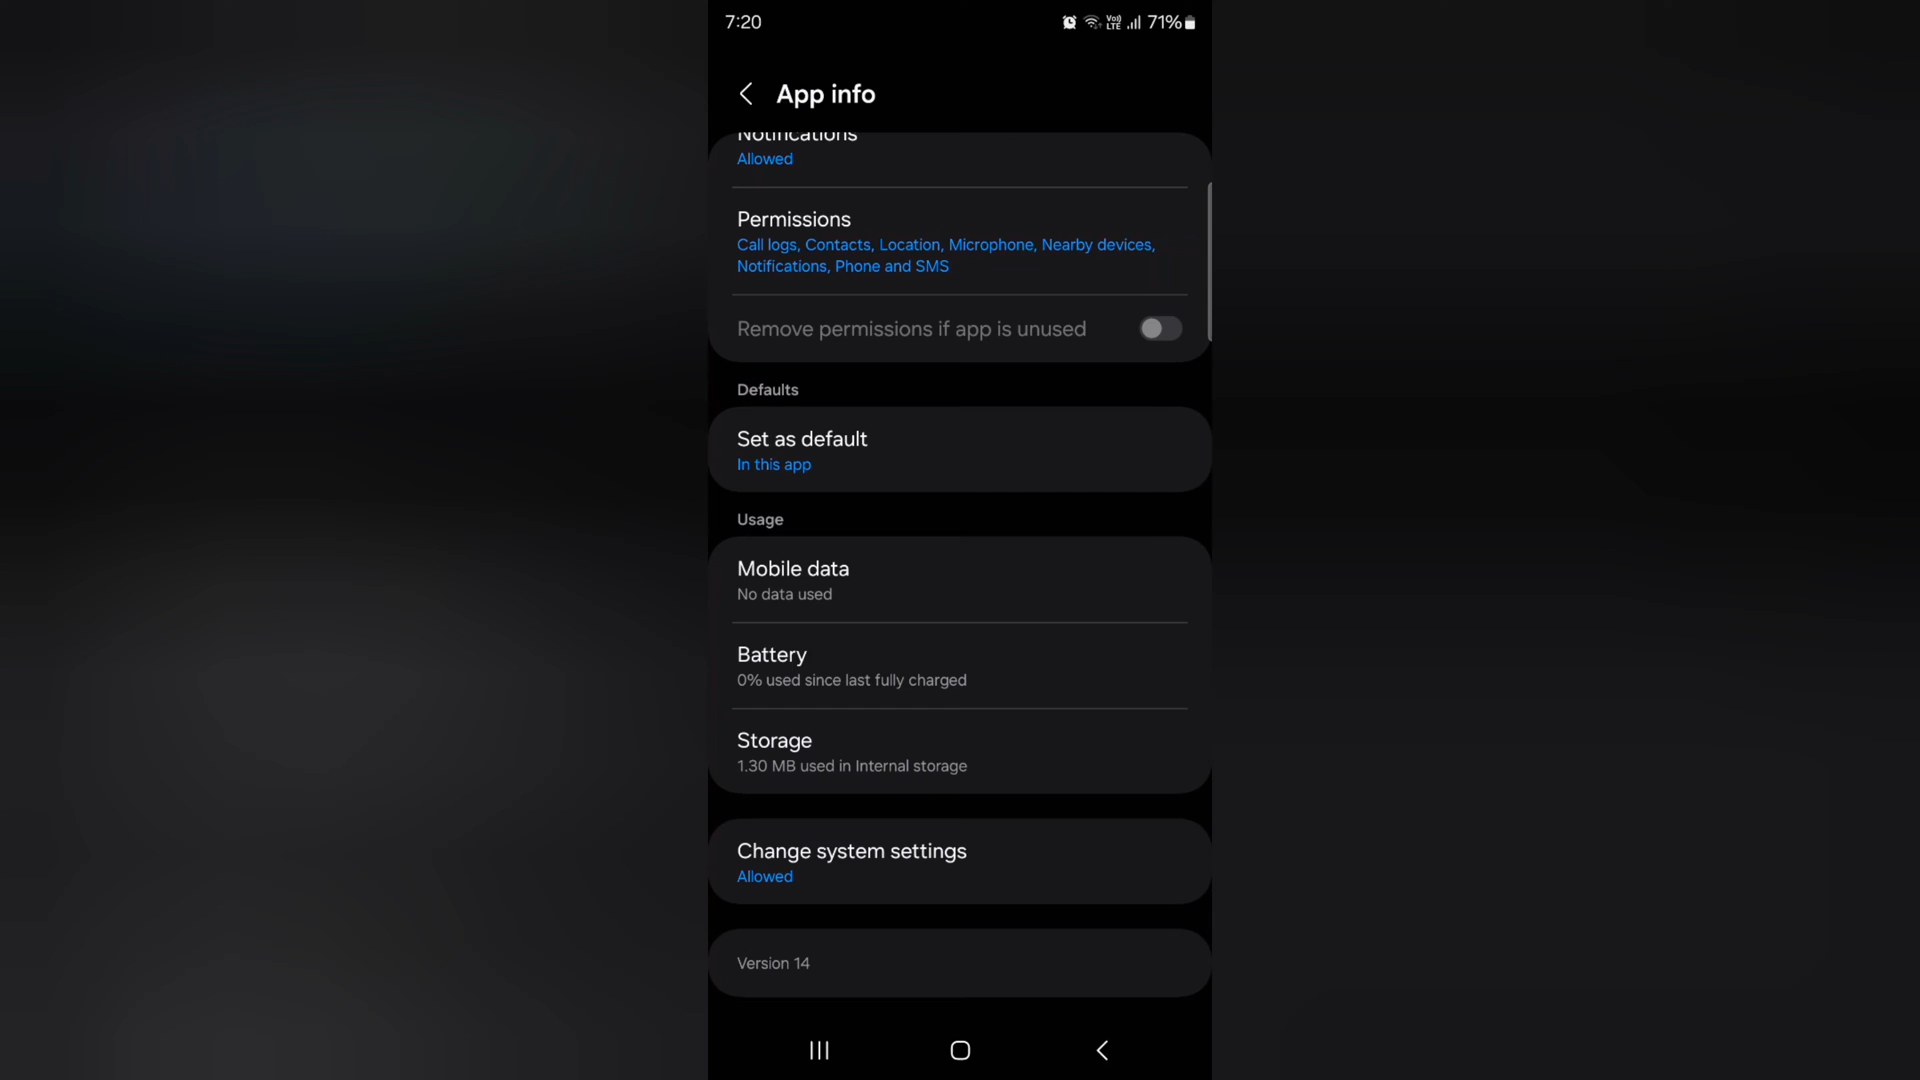 7:20
Vo)) LTE 71%
App info
Notifications
Allowed
Permissions
Call logs, Contacts, Location, Microphone, Nearby devices,
Notifications, Phone and SMS
Remove permissions if app is unused
Defaults
Set as default
In this app
Usage
Mobile data
No data used
Battery
0% used since last fully charged
Storage
1.30 MB used in Internal storage
Change system settings
Allowed
Version 14